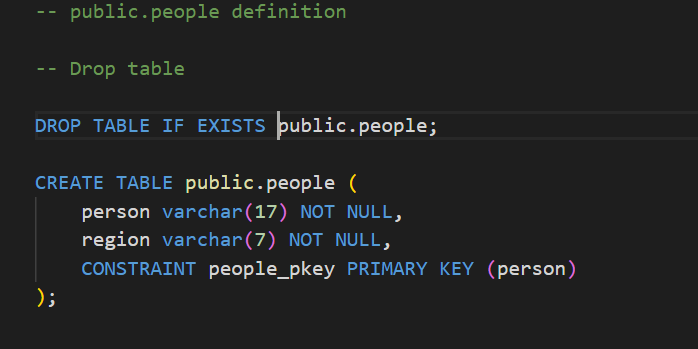 -- public.people definition
-- Drop table
DROP TABLE IF EXISTS public.people;
CREATE TABLE public.people (
person varchar(17) NOT NULL,
region varchar(7) NOT NULL,
CONSTRAINT people_pkey PRIMARY KEY (person)
);